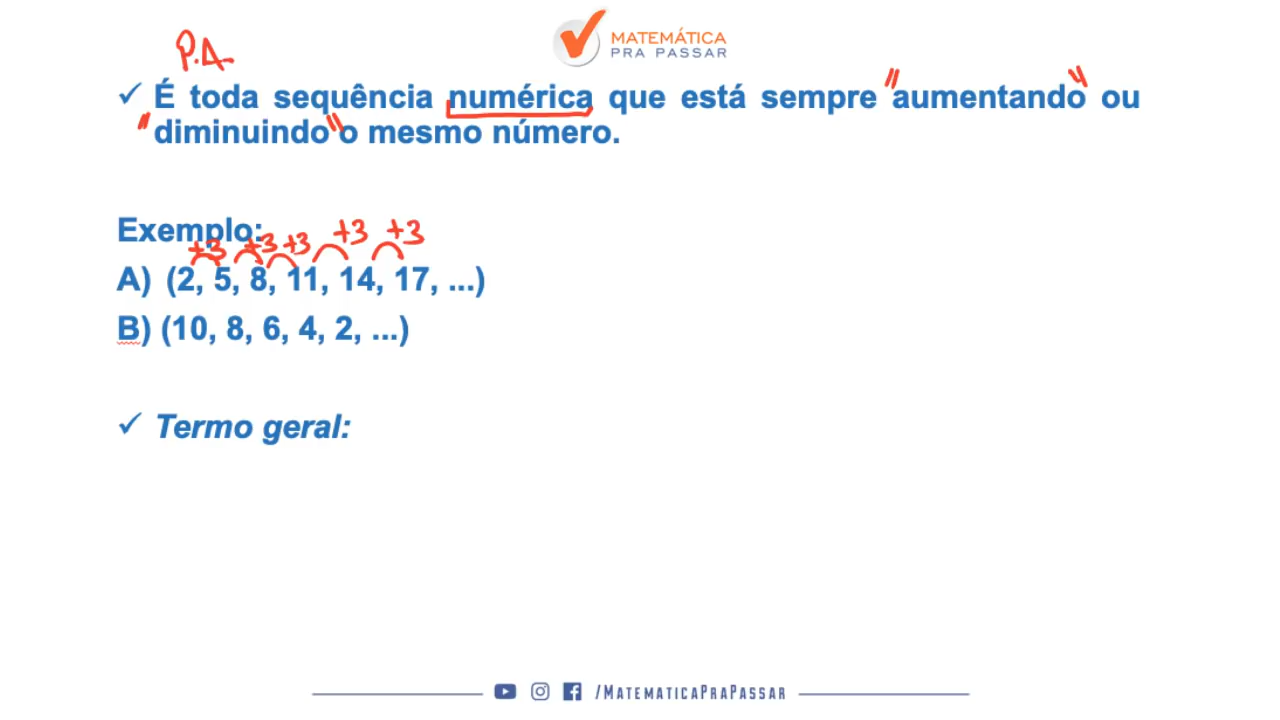 MATEMÁTICA
PRA PASSAR
P.A
✓ É toda sequência numérica que está sempre "aumentando" ou
"diminuindo" o mesmo número.
Exemplo:
+3 +3 +3 +3 +3
A) (2, 5, 8, 11, 14, 17, ...)
B) (10, 8, 6, 4, 2, ...)
✓ Termo geral:
/MATEMATICAPRAPASSAR